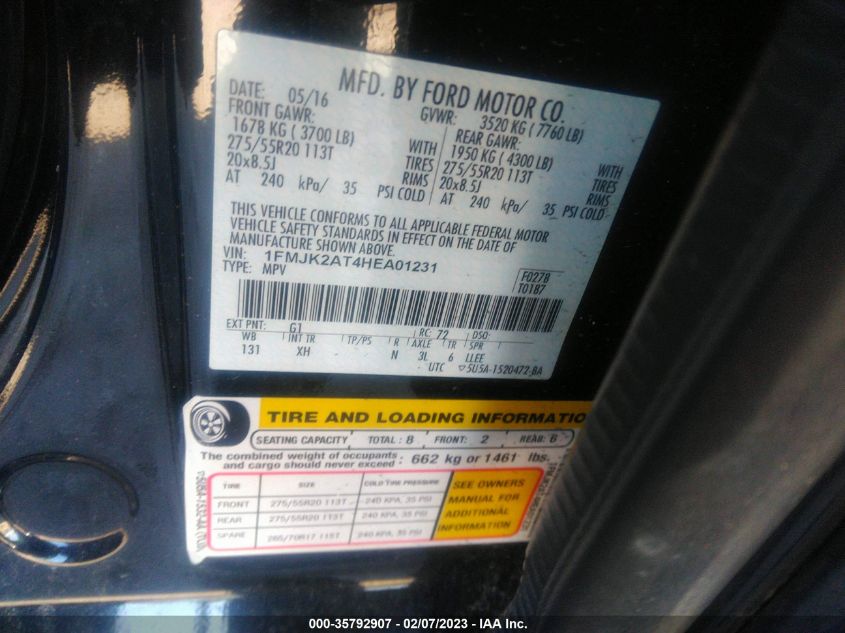 MFD. BY FORD MOTOR CO.
DATE: 05/16 GVWR: 3520 KG (7760 LB)
FRONT GAWR: REAR GAWR:
1678 KG (3700 LB) WITH 1950 KG (4300 LB) WITH
275/55R20 113T TIRES 275/55R20 113T TIRES
20x8.5J RIMS 20x8.5J RIMS
AT 240 kPa/ 35 PSI COLD AT 240 kPa/ 35 PSI COLD
THIS VEHICLE CONFORMS TO ALL APPLICABLE FEDERAL MOTOR
VEHICLE SAFETY STANDARDS IN EFFECT ON THE DATE OF
MANUFACTURE SHOWN ABOVE.
VIN: 1FMJK2AT4HEA01231
TYPE: MPV
F0278
T0187
EXT PNT: G1 RC: 72 DSO:
WB INT TR TP/PS R AXLE TR SPR
131 XH N 3L 6 LLEE
UTC ▽5U5A-1520472-BA
TIRE AND LOADING INFORMATION
SEATING CAPACITY TOTAL: 8 FRONT: 2 REAR: 6
The combined weight of occupants
and cargo should never exceed: 662 kg or 1461 lbs.
TIRE SIZE COLD TIRE PRESSURE
FRONT 275/55R20 113T 240 KPA, 35 PSI
REAR 275/55R20 113T 240 KPA, 35 PSI
SPARE 265/70R17 115T 240 KPA, 35 PSI
SEE OWNERS
MANUAL FOR
ADDITIONAL
INFORMATION
000-35792907 - 02/07/2023 - IAA Inc.